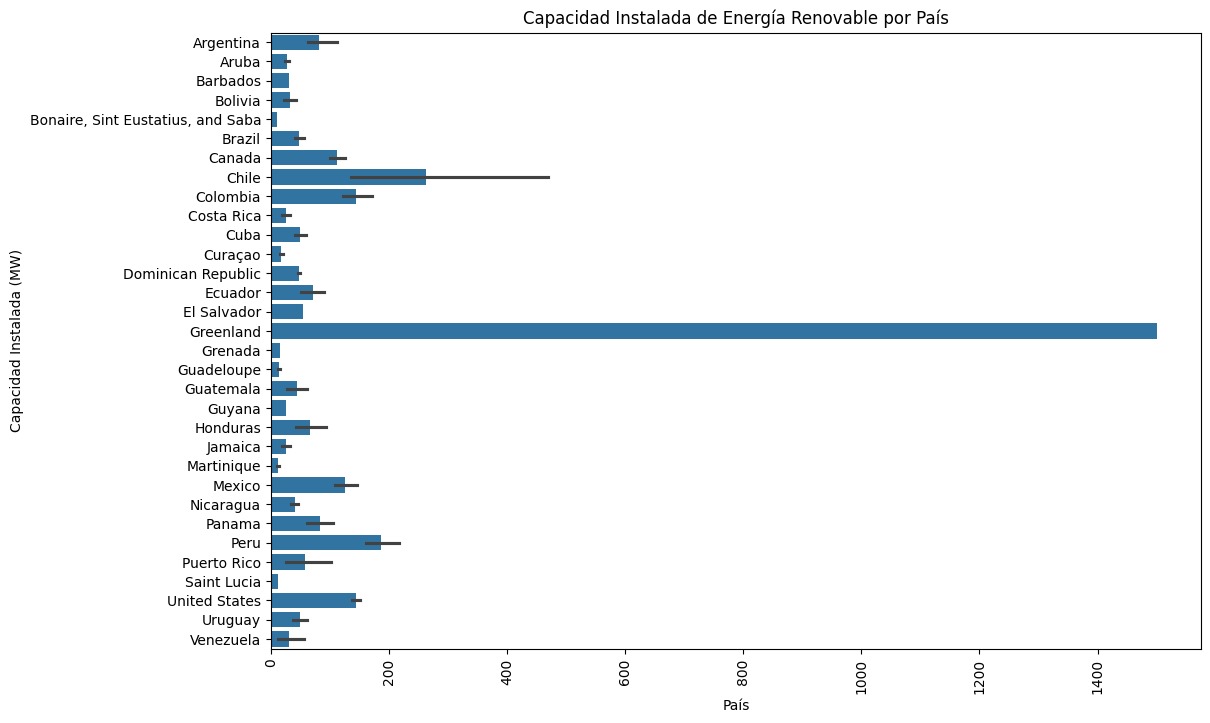 Capacidad Instalada de Energía Renovable por País
Capacidad Instalada (MW)
Argentina
Aruba
Barbados
Bolivia
Bonaire, Sint Eustatius, and Saba
Brazil
Canada
Chile
Colombia
Costa Rica
Cuba
Curaçao
Dominican Republic
Ecuador
El Salvador
Greenland
Grenada
Guadeloupe
Guatemala
Guyana
Honduras
Jamaica
Martinique
Mexico
Nicaragua
Panama
Peru
Puerto Rico
Saint Lucia
United States
Uruguay
Venezuela
0 200 400 600 800 1000 1200 1400
País